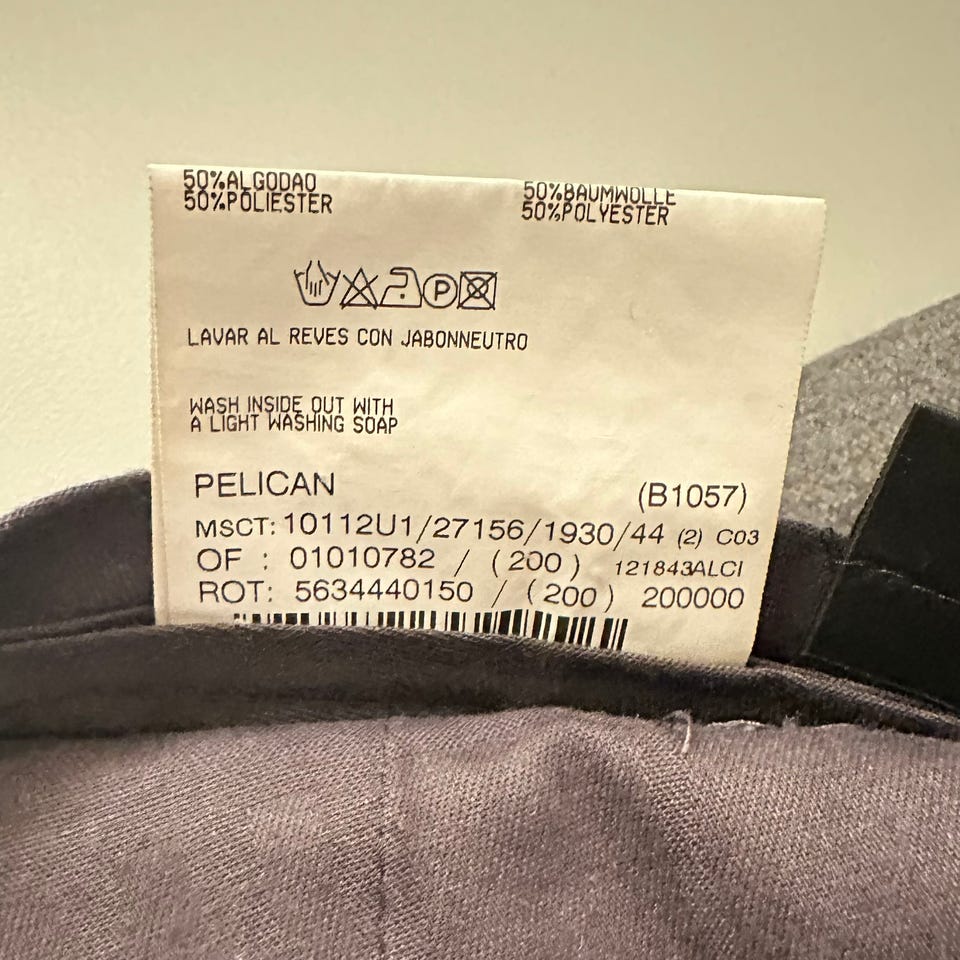 50%ALGODAO
50%POLIESTER
50%BAUMWOLLE
50%POLYESTER
P
LAVAR AL REVES CON JABONNEUTRO
WASH INSIDE OUT WITH
A LIGHT WASHING SOAP
PELICAN (B1057)
MSCT: 10112U1/27156/1930/44 (2) C03
OF : 01010782 / (200) 121843ALCI
ROT: 5634440150 / (200) 200000